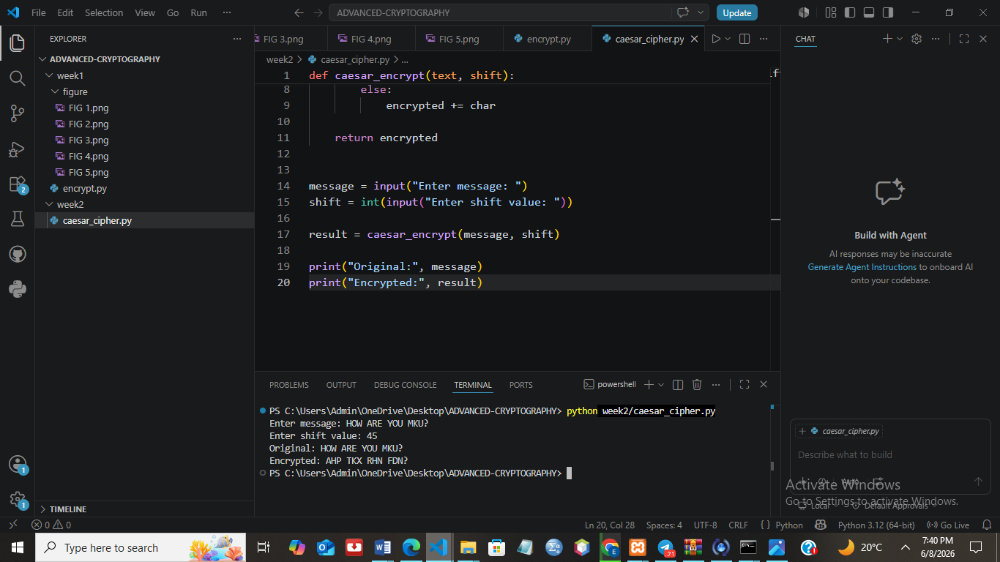 File Edit Selection View Go Run ··· ADVANCED-CRYPTOGRAPHY Update
EXPLORER ···
ADVANCED-CRYPTOGRAPHY
week1
figure
FIG 1.png
FIG 2.png
FIG 3.png
FIG 4.png
FIG 5.png
encrypt.py
week2
caesar_cipher.py
TIMELINE
2
1
1
FIG 3.png FIG 4.png FIG 5.png encrypt.py caesar_cipher.py ···
week2 > caesar_cipher.py > ...
1 def caesar_encrypt(text, shift):
8 else:
9 encrypted += char
10
11 return encrypted
12
13
14 message = input("Enter message: ")
15 shift = int(input("Enter shift value: "))
16
17 result = caesar_encrypt(message, shift)
18
19 print("Original:", message)
20 print("Encrypted:", result)
PROBLEMS OUTPUT DEBUG CONSOLE TERMINAL PORTS powershell ···
PS C:\Users\Admin\OneDrive\Desktop\ADVANCED-CRYPTOGRAPHY> python week2/caesar_cipher.py
Enter message: HOW ARE YOU MKU?
Enter shift value: 45
Original: HOW ARE YOU MKU?
Encrypted: AHP TKX RHN FDN?
PS C:\Users\Admin\OneDrive\Desktop\ADVANCED-CRYPTOGRAPHY>
CHAT ···
Build with Agent
AI responses may be inaccurate
Generate Agent Instructions to onboard AI
onto your codebase.
caesar_cipher.py
Describe what to build
Auto
Local Default Approvals
Activate Windows
Go to Settings to activate Windows.
0 0 Ln 20, Col 28 Spaces: 4 UTF-8 CRLF { } Python Python 3.12 (64-bit) Go Live
Type here to search 71 20°C 7:40 PM
6/8/2026